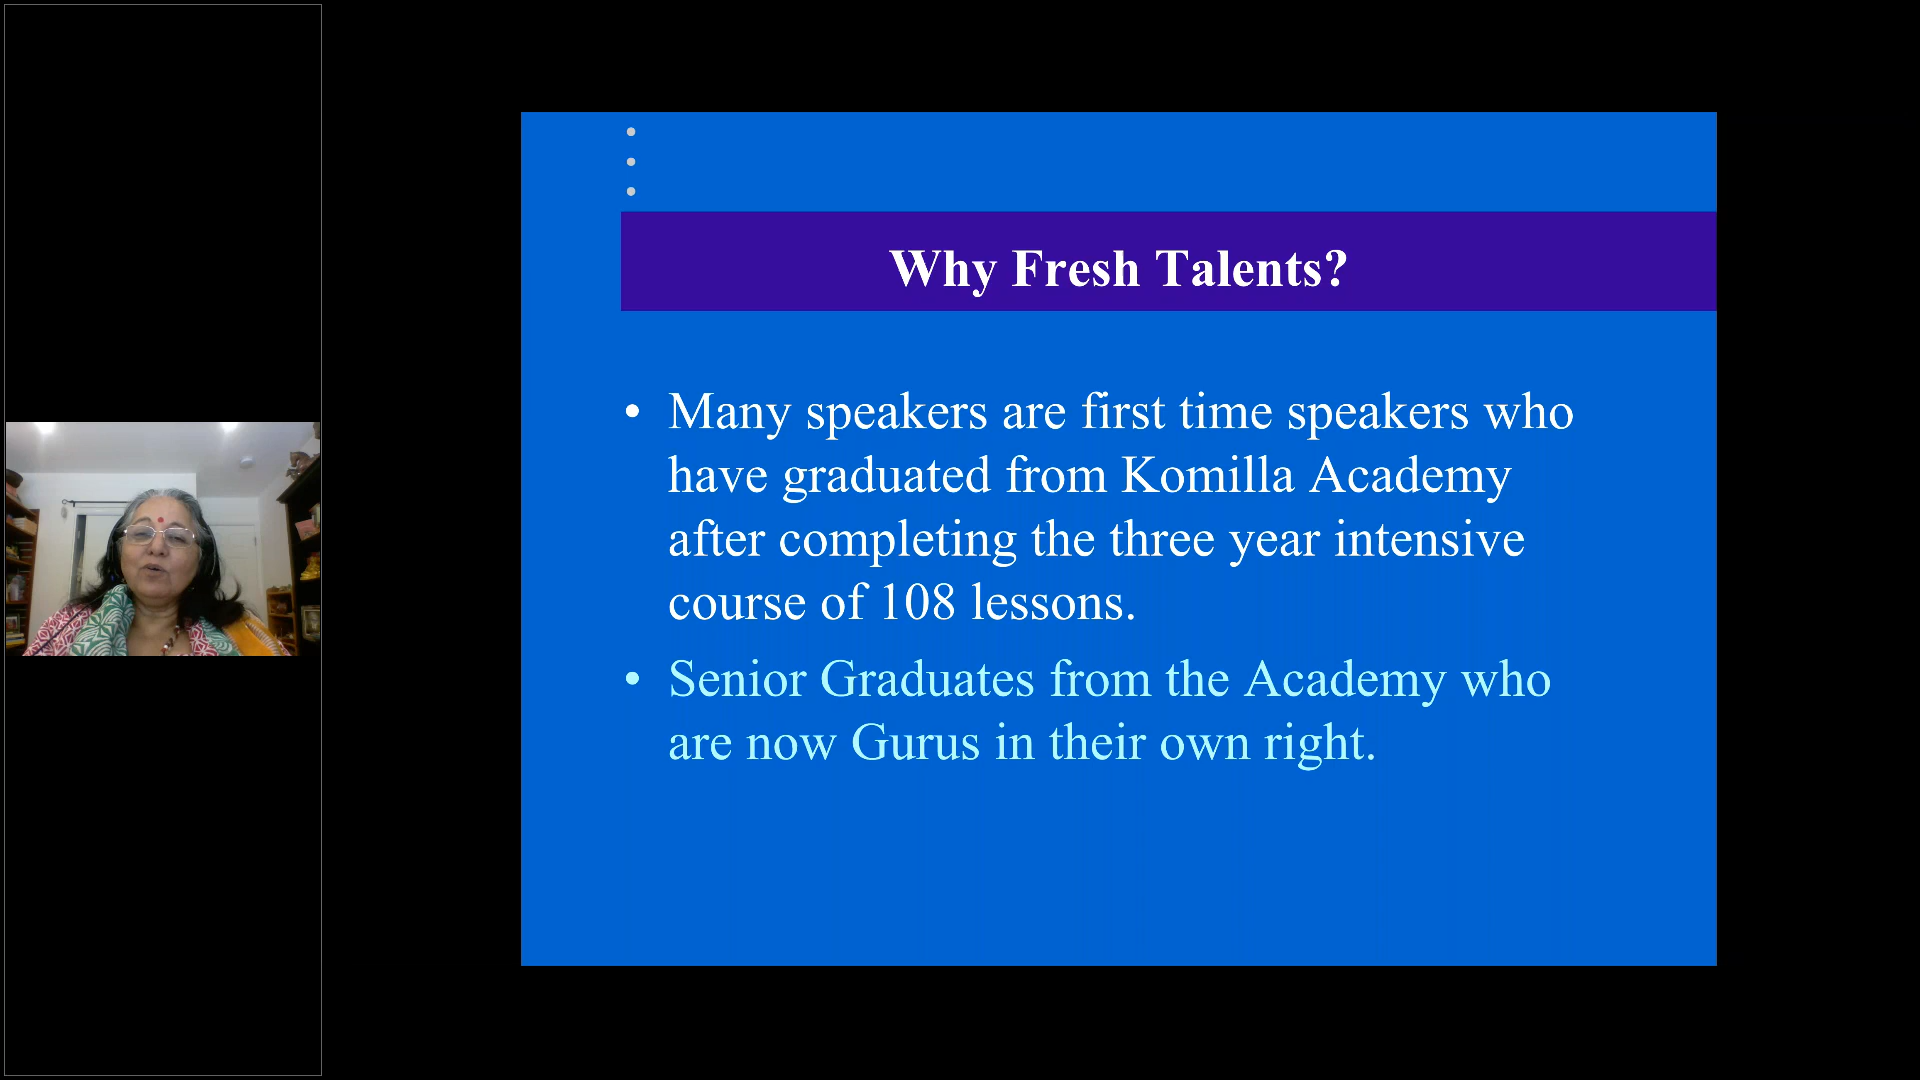 Why Fresh Talents?
• Many speakers are first time speakers who
have graduated from Komilla Academy
after completing the three year intensive
course of 108 lessons.
• Senior Graduates from the Academy who
are now Gurus in their own right.